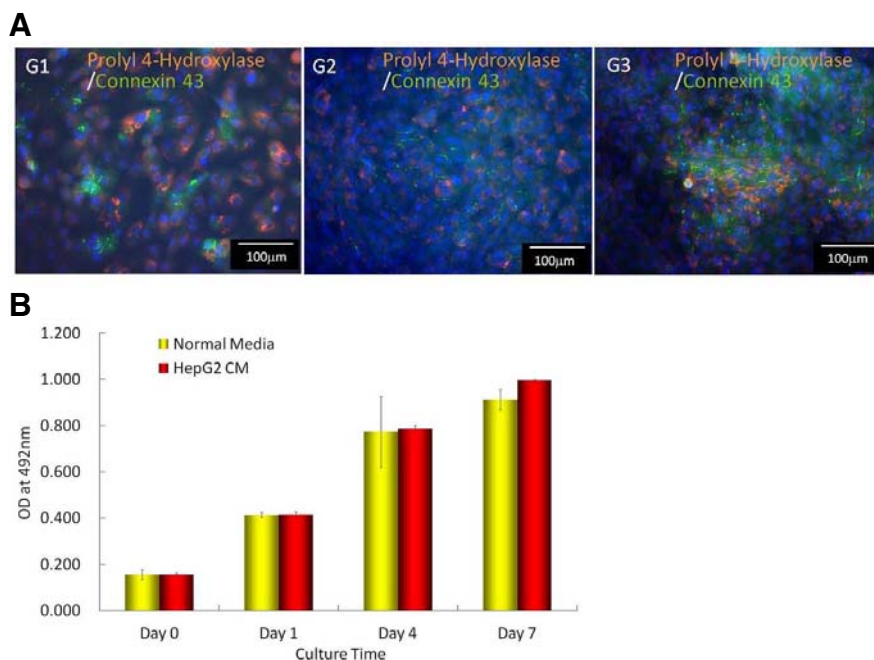 A
G1
Prolyl 4-Hydroxylase
/Connexin 43
100μm
G2
Prolyl 4-Hydroxylase
/Connexin 43
100μm
G3
Prolyl 4-Hydroxylase
/Connexin 43
100μm
B
1.200
1.000
0.800
0.600
0.400
0.200
0.000
OD at 492nm
Normal Media
HepG2 CM
Day 0
Day 1
Day 4
Day 7
Culture Time